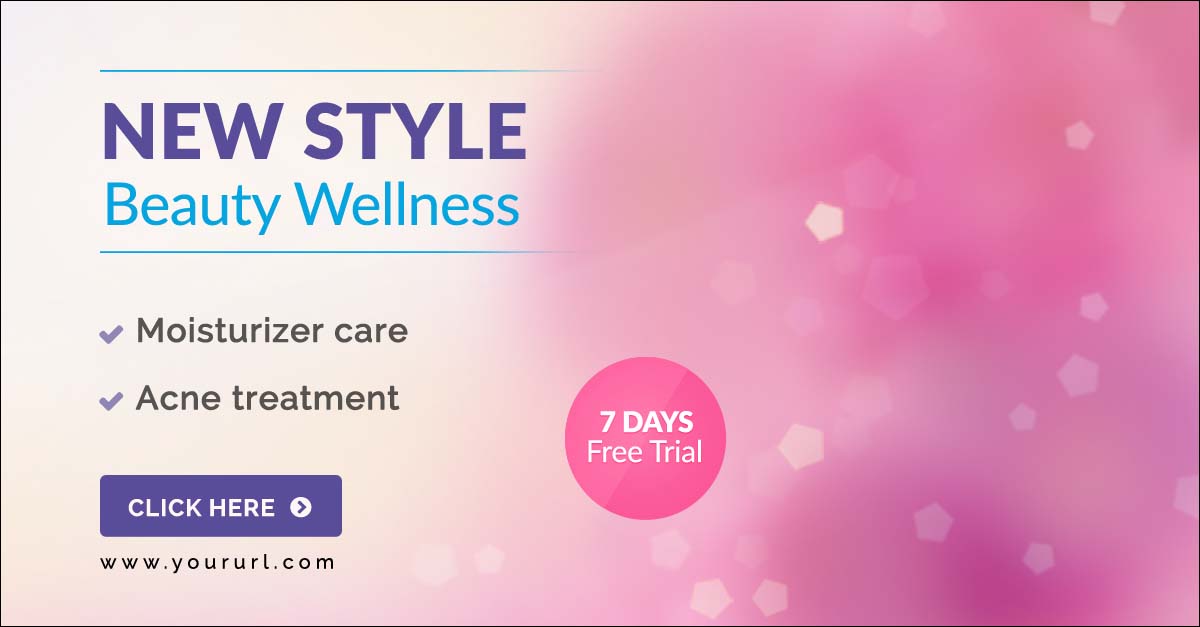 NEW STYLE
Beauty Wellness
Moisturizer care
Acne treatment
7 DAYS
Free Trial
CLICK HERE
www.yoururl.com